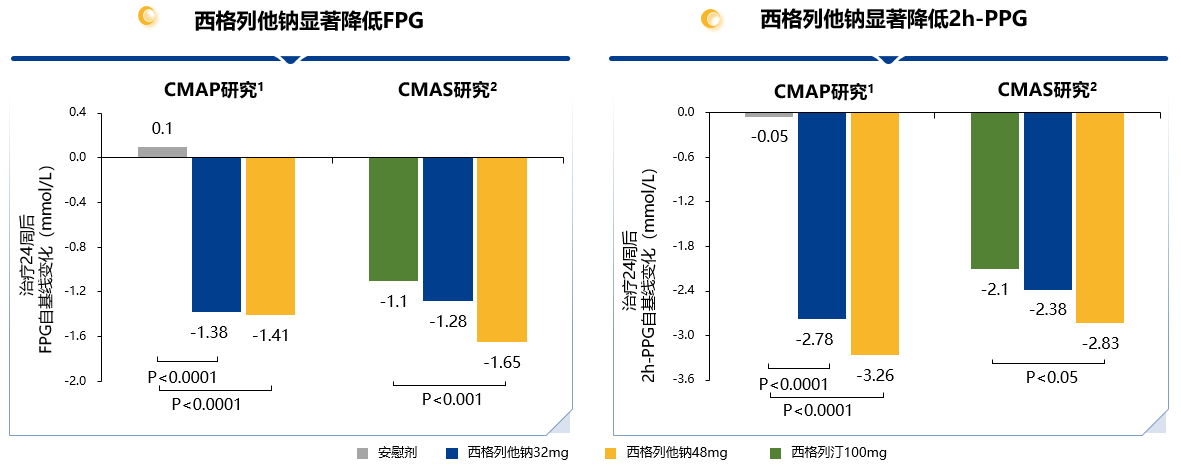 西格列他钠显著降低FPG
CMAP研究1
CMAS研究2
治疗24周后
FPG自基线变化（mmol/L）
0.4
0.0
-0.4
-0.8
-1.2
-1.6
-2.0
0.1
-1.38
-1.41
-1.1
-1.28
-1.65
P<0.0001
P<0.0001
P<0.001
西格列他钠显著降低2h-PPG
CMAP研究1
CMAS研究2
治疗24周后
2h-PPG自基线变化（mmol/L）
0.0
-0.6
-1.2
-1.8
-2.4
-3.0
-3.6
-0.05
-2.78
-3.26
-2.1
-2.38
-2.83
P<0.0001
P<0.0001
P<0.05
安慰剂
西格列他钠32mg
西格列他钠48mg
西格列汀100mg